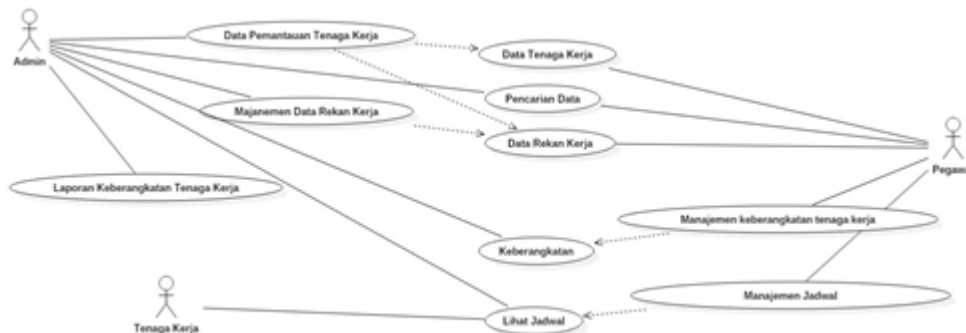 Data Pemantauan Tenaga Kerja
Admin
Data Tenaga Kerja
Pencarian Data
Majanemen Data Rekan Kerja
Data Rekan Kerja
Pegawa
Laporan Keberangkatan Tenaga Kerja
Manajemen keberangkatan tenaga kerja
Keberangkatan
Manajemen Jadwal
Lihat Jadwal
Tenaga Kerja